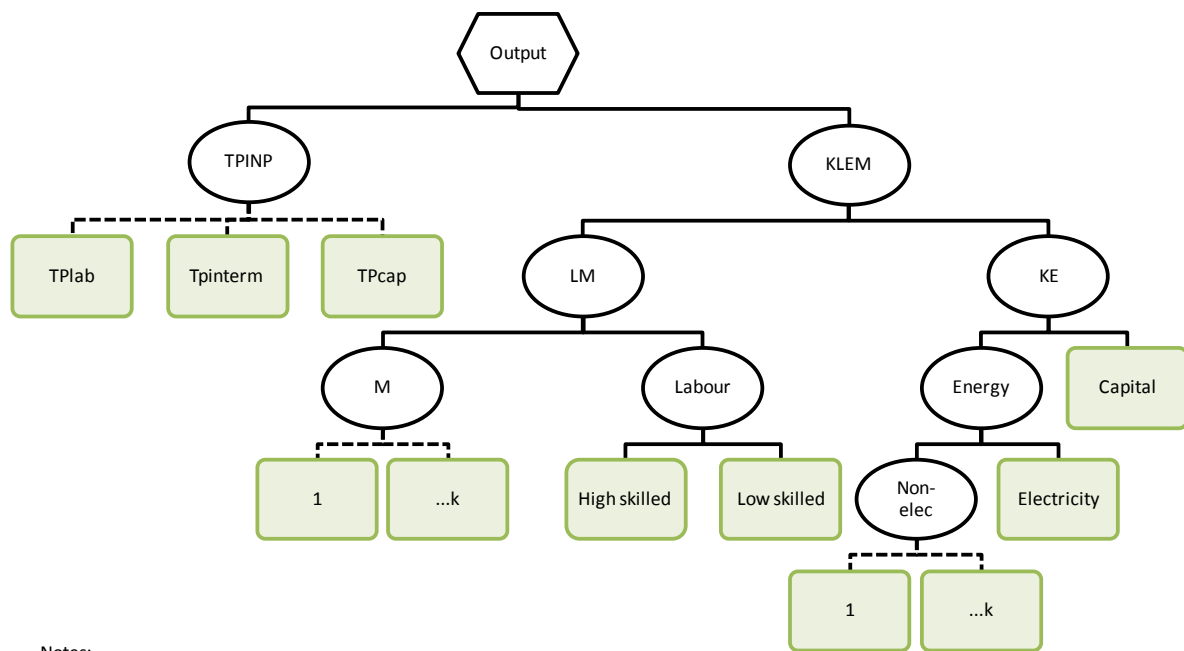 Output
TPINP
KLEM
TPlab
Tpinterm
TPcap
LM
KE
M
Labour
Energy
Capital
1
...k
High skilled
Low skilled
Non-
elec
Electricity
1
...k
Notes: